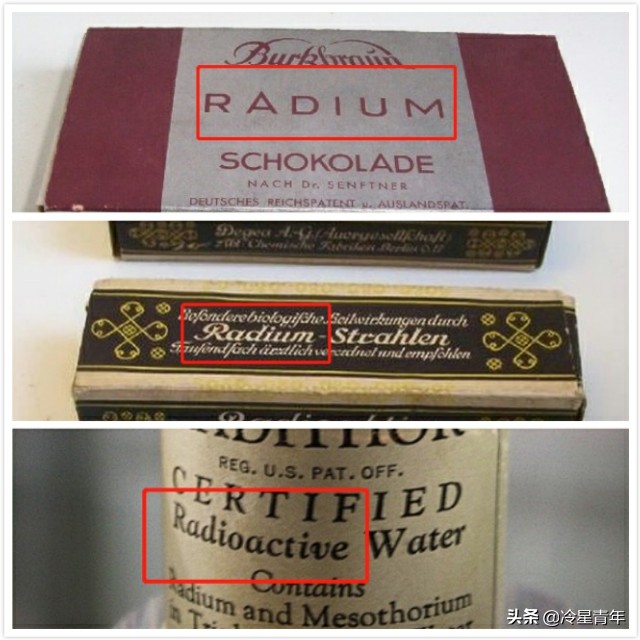 Burkbraun
RADIUM
SCHOKOLADE
NACH Dr. SENFTNER
DEUTSCHES REICHSPATENT u. AUSLANDSPAT.
Degea A-G (Auergesellschaft)
Chemische Fabriken Berlin
Besondere biologische Heilwirkungen durch
Radium-Strahlen
Tausendfach ärztlich verordnet und empfohlen
REG. U.S. PAT. OFF.
CERTIFIED
Radioactive Water
Contains
Radium and Mesothorium
in
头条 @冷星青年